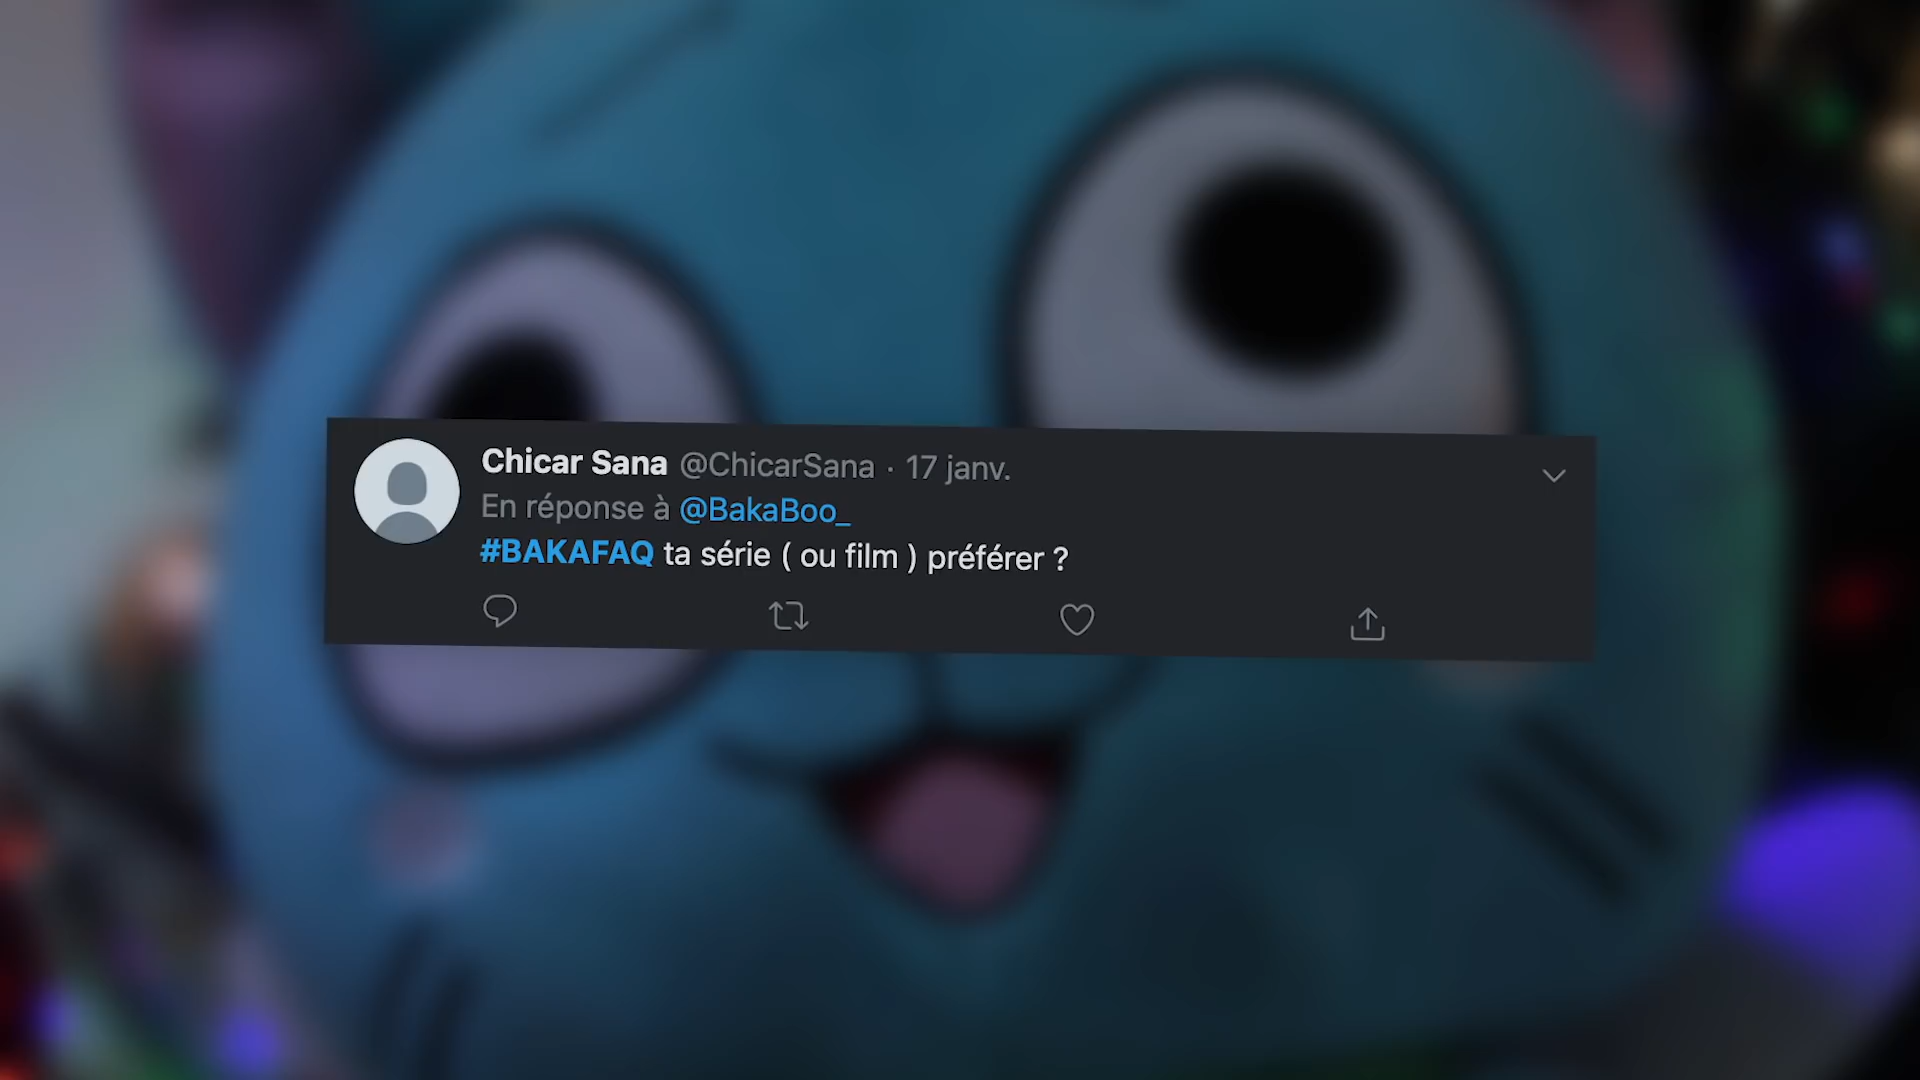 Chicar Sana @ChicarSana · 17 janv.
En réponse à @BakaBoo_
#BAKAFAQ ta série ( ou film ) préférer ?